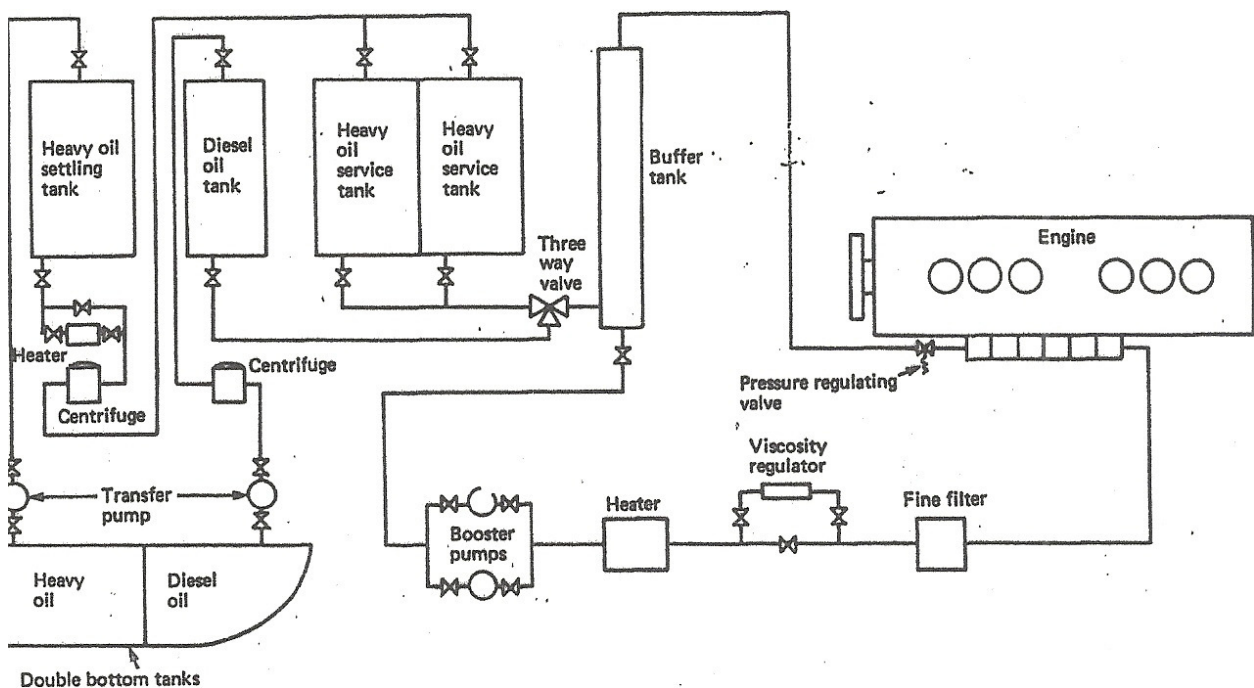 Heavy oil
settling
tank
Diesel
oil
tank
Heavy
oil
service
tank
Heavy
oil
service
tank
Buffer
tank
Three
way
valve
Engine
Heater
Centrifuge
Centrifuge
Pressure regulating
valve
Viscosity
regulator
Transfer
pump
Booster
pumps
Heater
Fine filter
Heavy
oil
Diesel
oil
Double bottom tanks